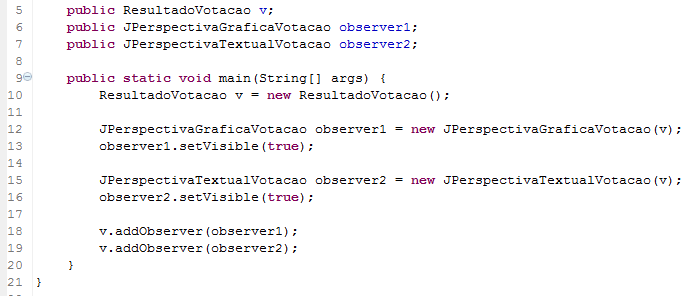 5 public ResultadoVotacao v;
6 public JPerspectivaGraficaVotacao observer1;
7 public JPerspectivaTextualVotacao observer2;
8
9 public static void main(String[] args) {
10 ResultadoVotacao v = new ResultadoVotacao();
11
12 JPerspectivaGraficaVotacao observer1 = new JPerspectivaGraficaVotacao(v);
13 observer1.setVisible(true);
14
15 JPerspectivaTextualVotacao observer2 = new JPerspectivaTextualVotacao(v);
16 observer2.setVisible(true);
17
18 v.addObserver(observer1);
19 v.addObserver(observer2);
20 }
21 }